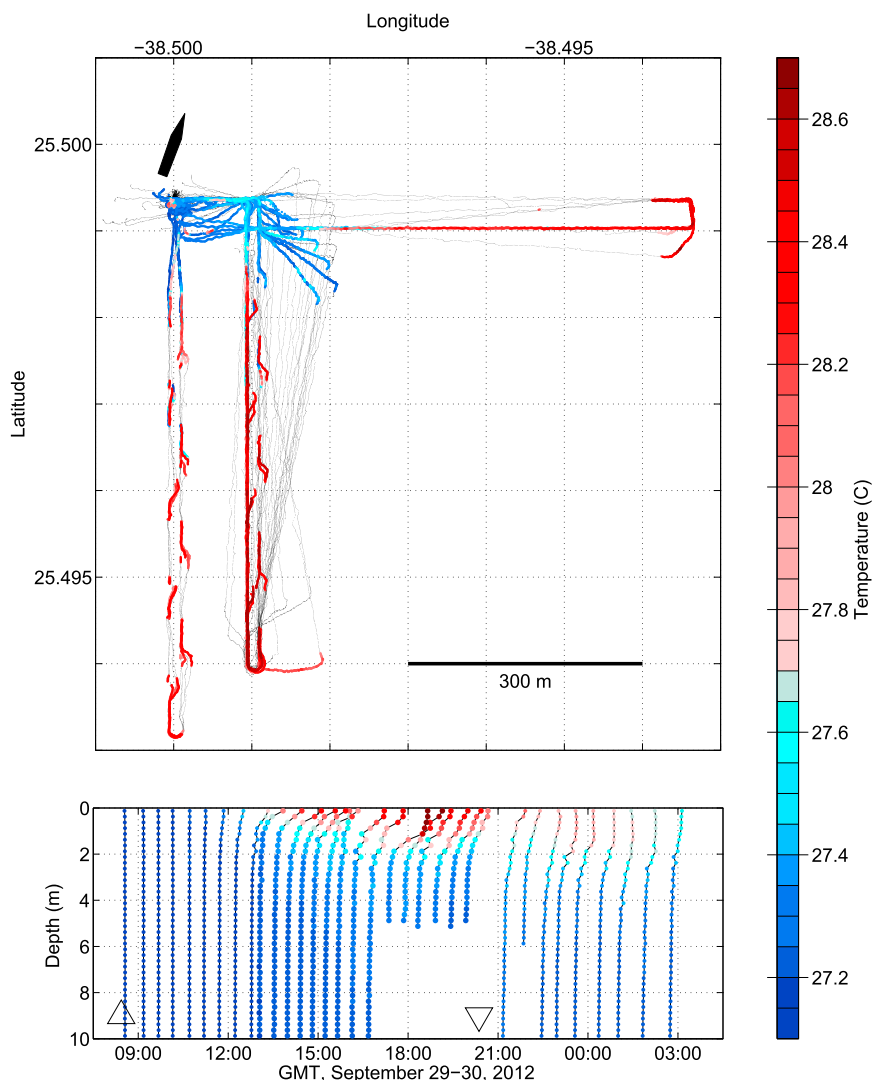 Longitude
−38.500 −38.495
25.500
25.495
Latitude
300 m
28.6
28.4
28.2
28
27.8
27.6
27.4
27.2
Temperature (C)
0
2
4
6
8
10
Depth (m)
09:00 12:00 15:00 18:00 21:00 00:00 03:00
GMT, September 29−30, 2012